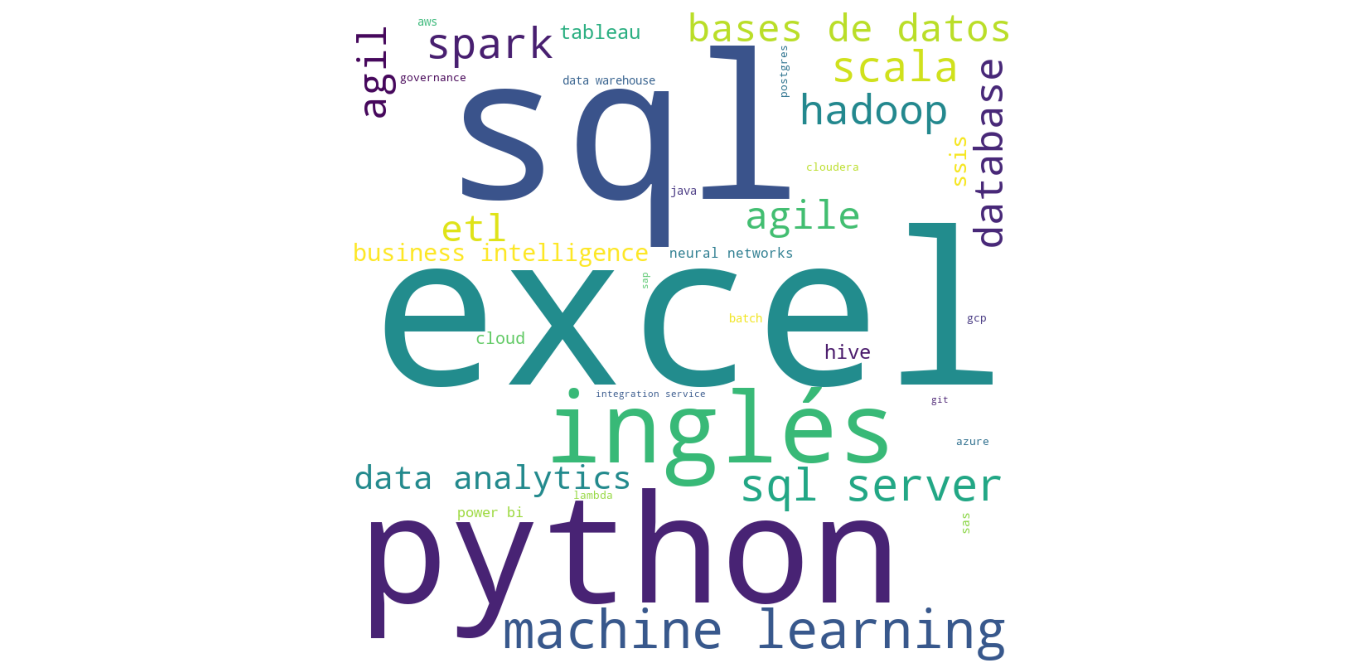 aws
agil
spark
tableau
bases de datos
governance
data warehouse
postgres
scala
sql
hadoop
database
ssis
cloudera
java
etl
agile
business intelligence
neural networks
sap
excel
batch
gcp
cloud
hive
integration service
git
inglés
azure
data analytics
sql server
lambda
power bi
sas
python
machine learning